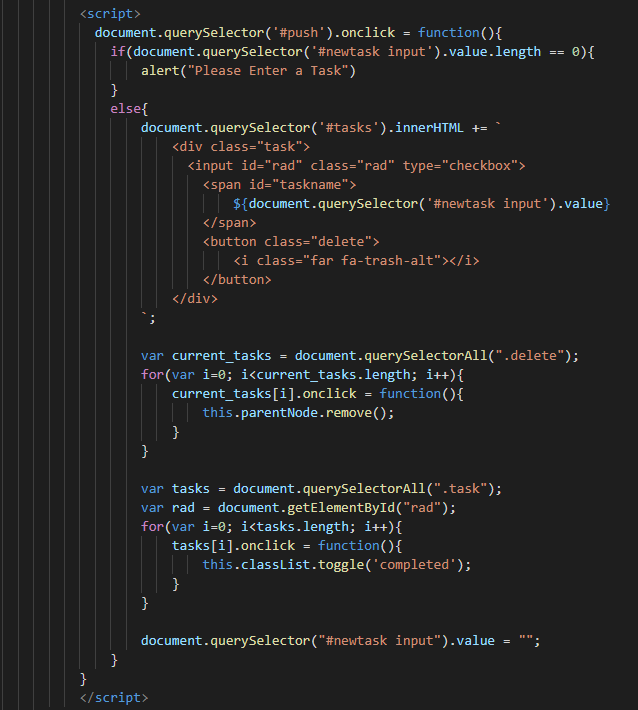 <script>
document.querySelector('#push').onclick = function(){
if(document.querySelector('#newtask input').value.length == 0){
alert("Please Enter a Task")
}
else{
document.querySelector('#tasks').innerHTML += `
<div class="task">
<input id="rad" class="rad" type="checkbox">
<span id="taskname">
${document.querySelector('#newtask input').value}
</span>
<button class="delete">
<i class="far fa-trash-alt"></i>
</button>
</div>
`;
var current_tasks = document.querySelectorAll(".delete");
for(var i=0; i<current_tasks.length; i++){
current_tasks[i].onclick = function(){
this.parentNode.remove();
}
}
var tasks = document.querySelectorAll(".task");
var rad = document.getElementById("rad");
for(var i=0; i<tasks.length; i++){
tasks[i].onclick = function(){
this.classList.toggle('completed');
}
}
document.querySelector("#newtask input").value = "";
}
}
</script>